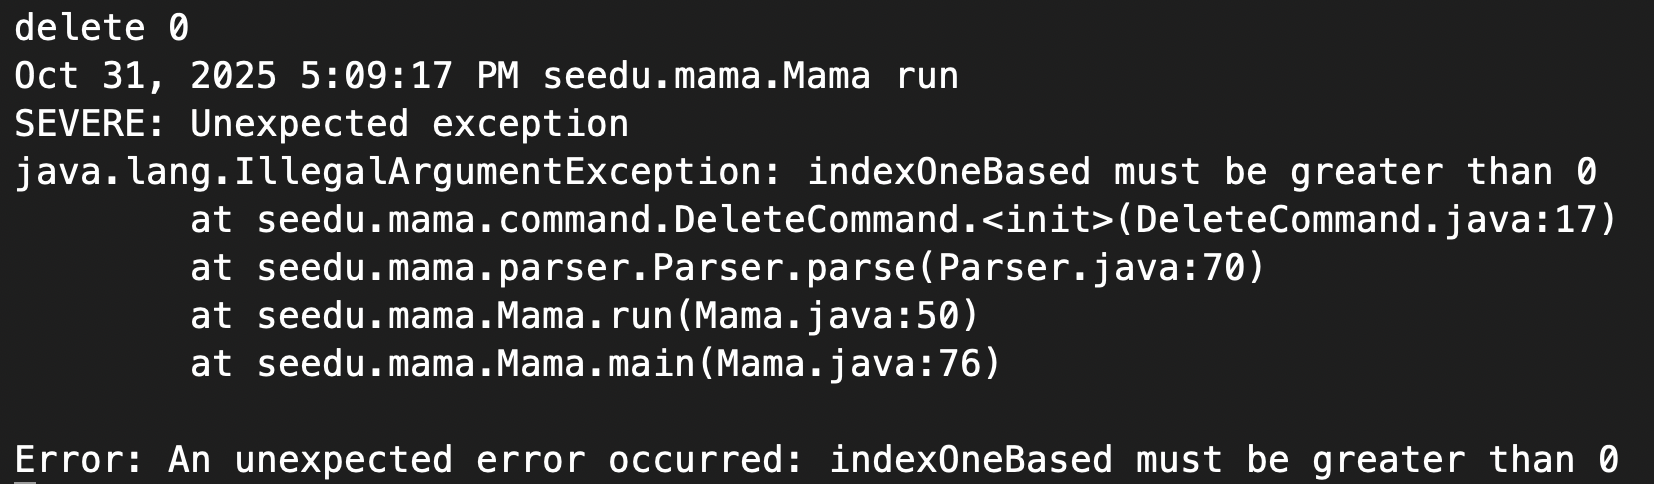 delete 0
Oct 31, 2025 5:09:17 PM seedu.mama.Mama run
SEVERE: Unexpected exception
java.lang.IllegalArgumentException: indexOneBased must be greater than 0
        at seedu.mama.command.DeleteCommand.<init>(DeleteCommand.java:17)
        at seedu.mama.parser.Parser.parse(Parser.java:70)
        at seedu.mama.Mama.run(Mama.java:50)
        at seedu.mama.Mama.main(Mama.java:76)
Error: An unexpected error occurred: indexOneBased must be greater than 0